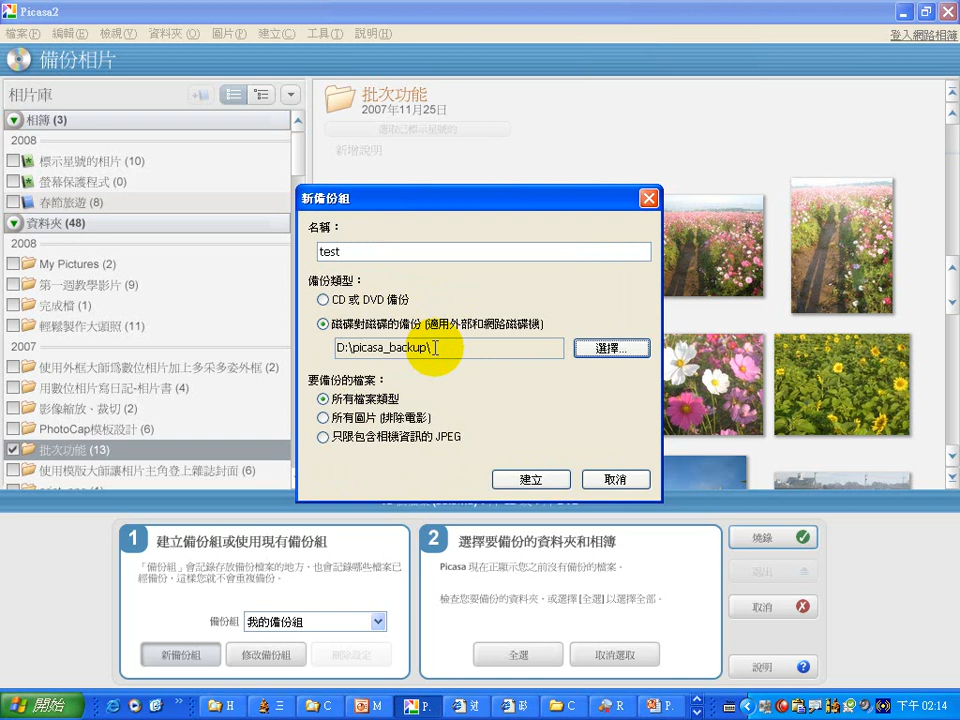 Picasa2
檔案(F) 編輯(E) 檢視(V) 資料夾(O) 圖片(P) 建立(C) 工具(T) 說明(H)
登入網路相簿
備份相片
相片庫
相簿 (3)
2008
標示星號的相片 (10)
螢幕保護程式 (0)
春節旅遊 (8)
資料夾 (48)
2008
My Pictures (2)
第一週教學影片 (9)
完成檔 (1)
輕鬆製作大頭照 (11)
2007
使用外框大師爲數位相片加上多采多姿外框 (2)
用數位相片寫日記-相片書 (4)
影像縮放、裁切 (2)
PhotoCap模板設計 (6)
批次功能 (13)
使用模版大師讓相片主角登上雜誌封面 (6)
批次功能
2007年11月25日
選取已標示星號的
新增說明
新備份組
名稱：
test
備份類型：
CD 或 DVD 備份
磁碟對磁碟的備份 (適用外部和網路磁碟機)
D:\picasa_backup\
選擇...
要備份的檔案：
所有檔案類型
所有圖片 (排除電影)
只限包含相機資訊的 JPEG
建立
取消
1 建立備份組或使用現有備份組
「備份組」會記錄存放備份檔案的地方，也會記錄哪些檔案已
經備份，這樣您就不會重複備份。
備份組 我的備份組
新備份組 修改備份組 刪除設定
2 選擇要備份的資料夾和相簿
Picasa 現在正顯示您之前沒有備份的檔案。
檢查您要備份的資料夾，或選擇 [全選] 以選擇全部。
全選 取消選取
燒錄
退出
取消
說明
開始
H 三 C M P. C R P.
下午 02:14